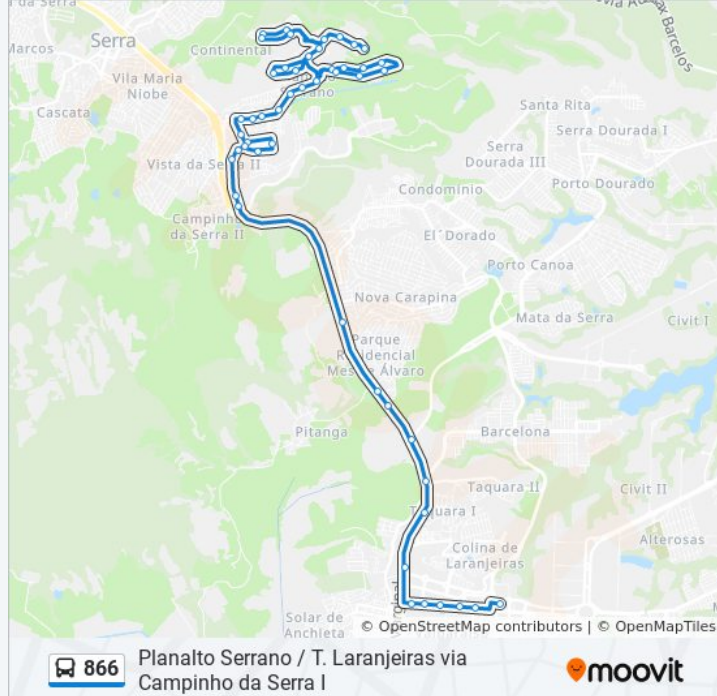 Serra
Continental
Marcos
Vila Maria
Niobe
Cascata
Santa Rita
Serra Dourada I
Serra
Dourada III
Vista da Serra II
Porto Dourado
Condomínio
Campinho
da Serra II
El´Dorado
Porto Canoa
Nova Carapina
Mata da Serra
Civit I
Parque
Residencial
Mestre Álvaro
Pitanga
Barcelona
Taquara II
Civit II
Taquara I
Alterosas
Colina de
Laranjeiras
Solar de
Anchieta
© OpenStreetMap contributors | © OpenMapTiles
866
Planalto Serrano / T. Laranjeiras via
Campinho da Serra I
moovit